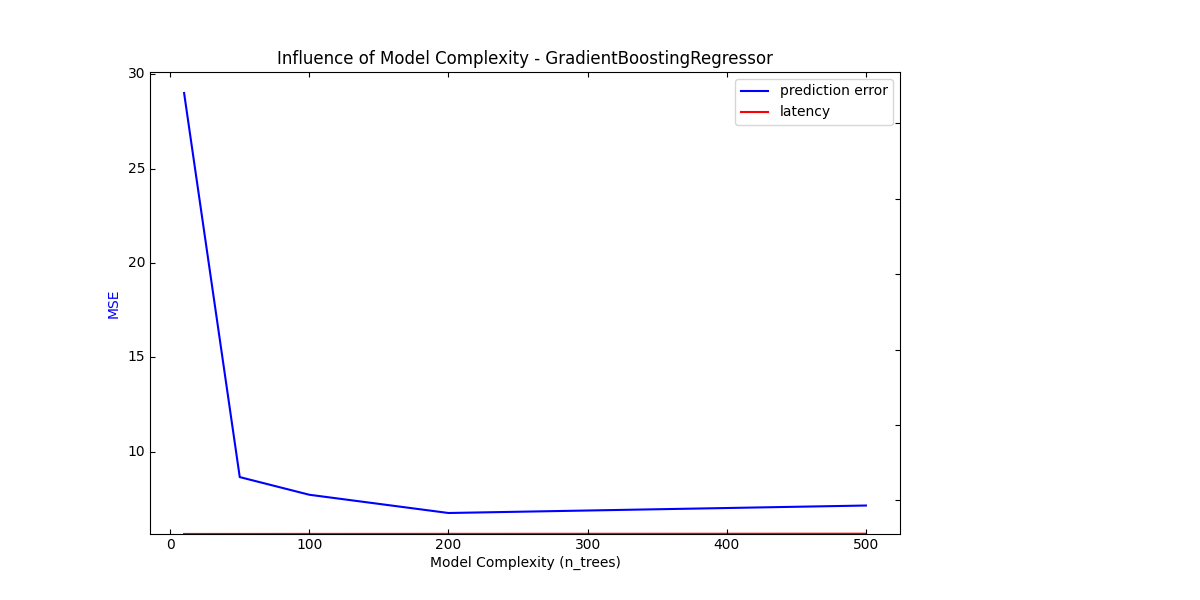 Influence of Model Complexity - GradientBoostingRegressor
prediction error
latency
30
25
20
15
10
MSE
0 100 200 300 400 500
Model Complexity (n_trees)